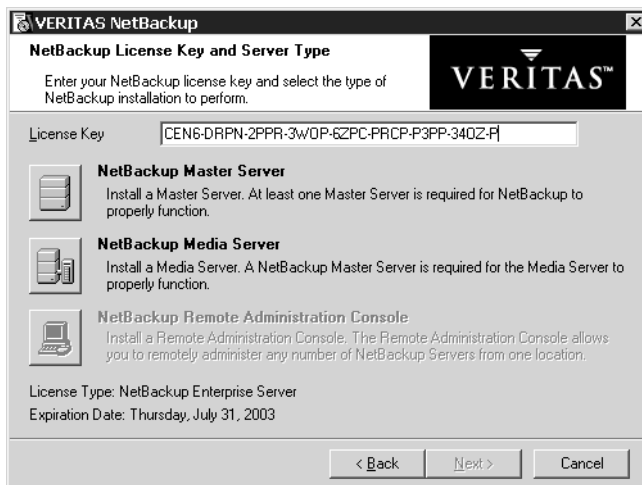 VERITAS NetBackup
NetBackup License Key and Server Type
Enter your NetBackup license key and select the type of
NetBackup installation to perform.
VERITAS™
License Key
CEN6-DRPN-2PPR-3WOP-6ZPC-PRCP-P3PP-34OZ-P
NetBackup Master Server
Install a Master Server. At least one Master Server is required for NetBackup to
properly function.
NetBackup Media Server
Install a Media Server. A NetBackup Master Server is required for the Media Server to
properly function.
NetBackup Remote Administration Console
Install a Remote Administration Console. The Remote Administration Console allows
you to remotely administer any number of NetBackup Servers from one location.
License Type: NetBackup Enterprise Server
Expiration Date: Thursday, July 31, 2003
< Back
Next >
Cancel